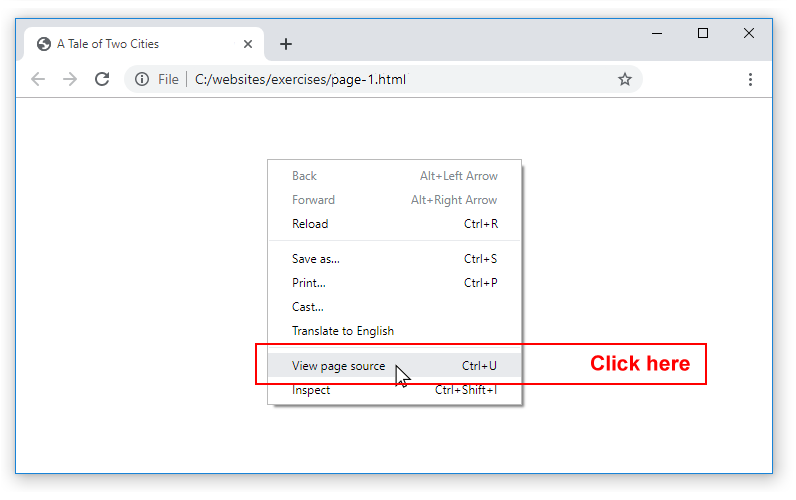 A Tale of Two Cities
File | C:/websites/exercises/page-1.html
Back Alt+Left Arrow
Forward Alt+Right Arrow
Reload Ctrl+R
Save as... Ctrl+S
Print... Ctrl+P
Cast...
Translate to English
View page source Ctrl+U Click here
Inspect Ctrl+Shift+I